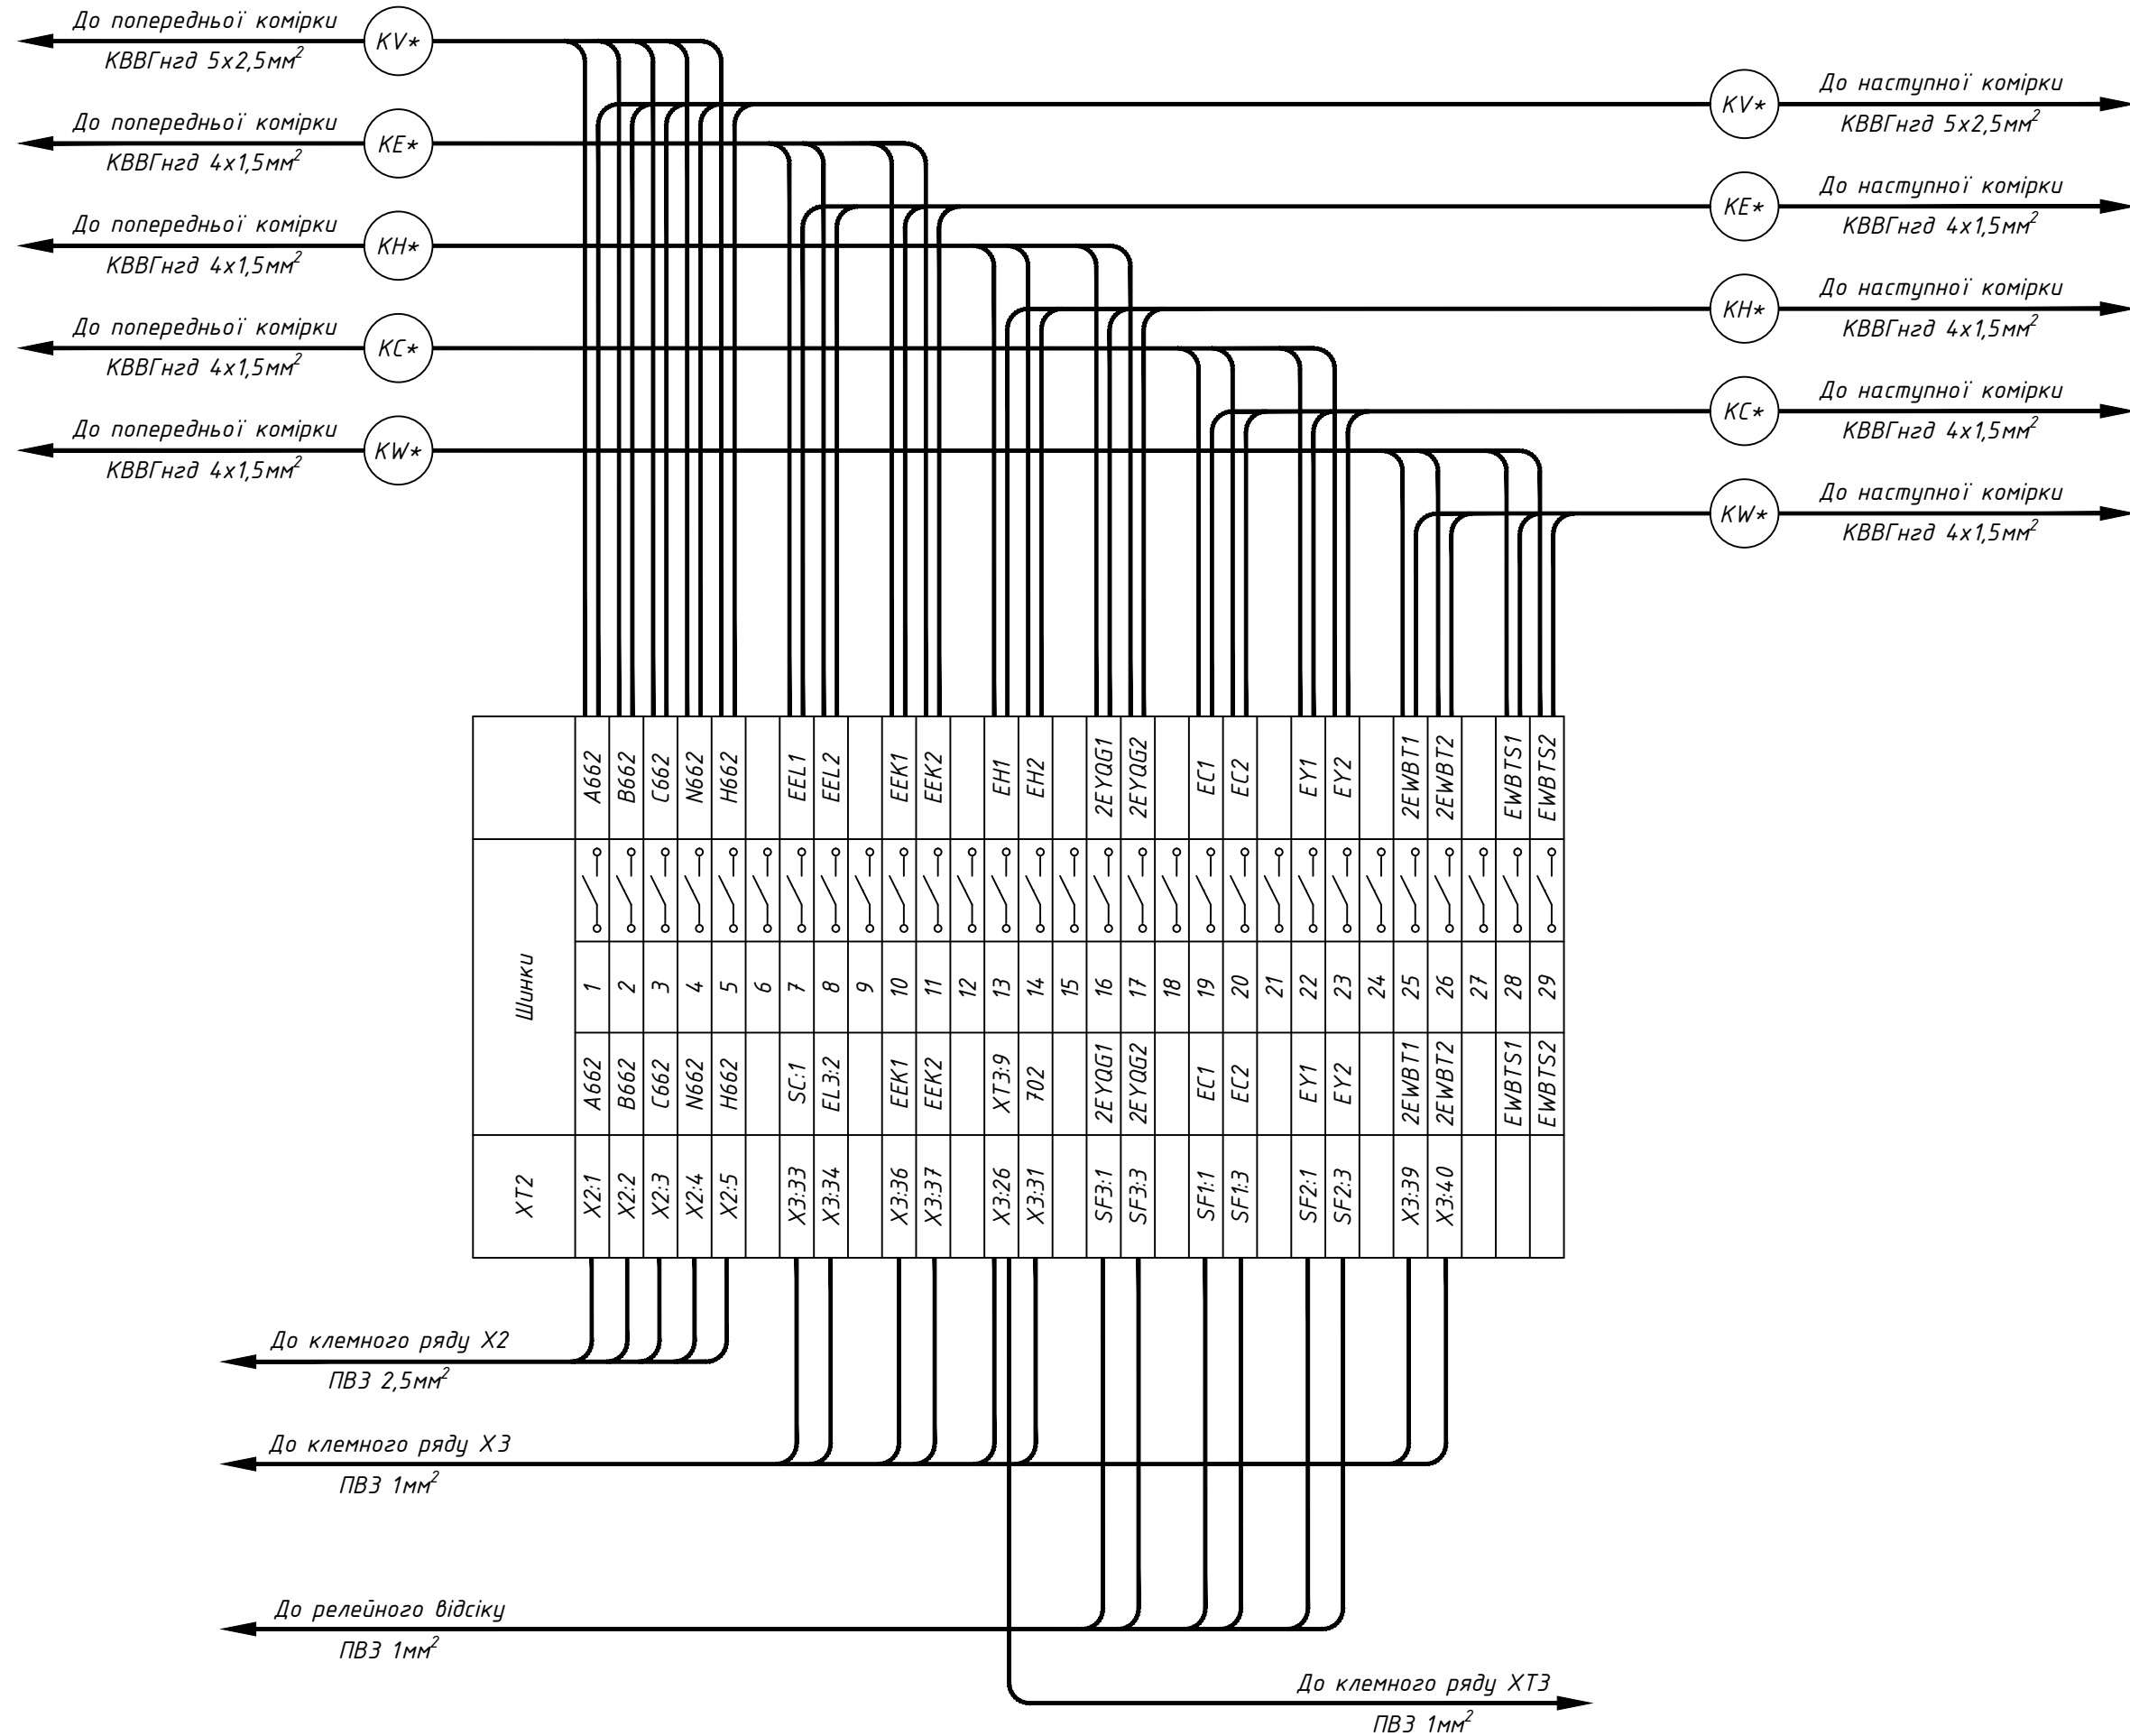 До попередньої комірки
KV*
КВВГнгд 5x2,5мм²
До наступної комірки
KV*
КВВГнгд 5x2,5мм²
До попередньої комірки
KE*
КВВГнгд 4x1,5мм²
До наступної комірки
KE*
КВВГнгд 4x1,5мм²
До попередньої комірки
KH*
КВВГнгд 4x1,5мм²
До наступної комірки
KH*
КВВГнгд 4x1,5мм²
До попередньої комірки
KC*
КВВГнгд 4x1,5мм²
До наступної комірки
KC*
КВВГнгд 4x1,5мм²
До попередньої комірки
KW*
КВВГнгд 4x1,5мм²
До наступної комірки
KW*
КВВГнгд 4x1,5мм²
A662 B662 C662 N662 H662 EEL1 EEL2 EEK1 EEK2 EH1 EH2 2EYQG1 2EYQG2 EC1 EC2 EY1 EY2 2EWBT1 2EWBT2 EWBTS1 EWBTS2
Шинки
1 2 3 4 5 6 7 8 9 10 11 12 13 14 15 16 17 18 19 20 21 22 23 24 25 26 27 28 29
A662 B662 C662 N662 H662 SC:1 EL3:2 EEK1 EEK2 XT3:9 702 2EYQG1 2EYQG2 EC1 EC2 EY1 EY2 2EWBT1 2EWBT2 EWBTS1 EWBTS2
XT2 X2:1 X2:2 X2:3 X2:4 X2:5 X3:33 X3:34 X3:36 X3:37 X3:26 X3:31 SF3:1 SF3:3 SF1:1 SF1:3 SF2:1 SF2:3 X3:39 X3:40
До клемного ряду X2
ПВ3 2,5мм²
До клемного ряду X3
ПВ3 1мм²
До релейного відсіку
ПВ3 1мм²
До клемного ряду XT3
ПВ3 1мм²